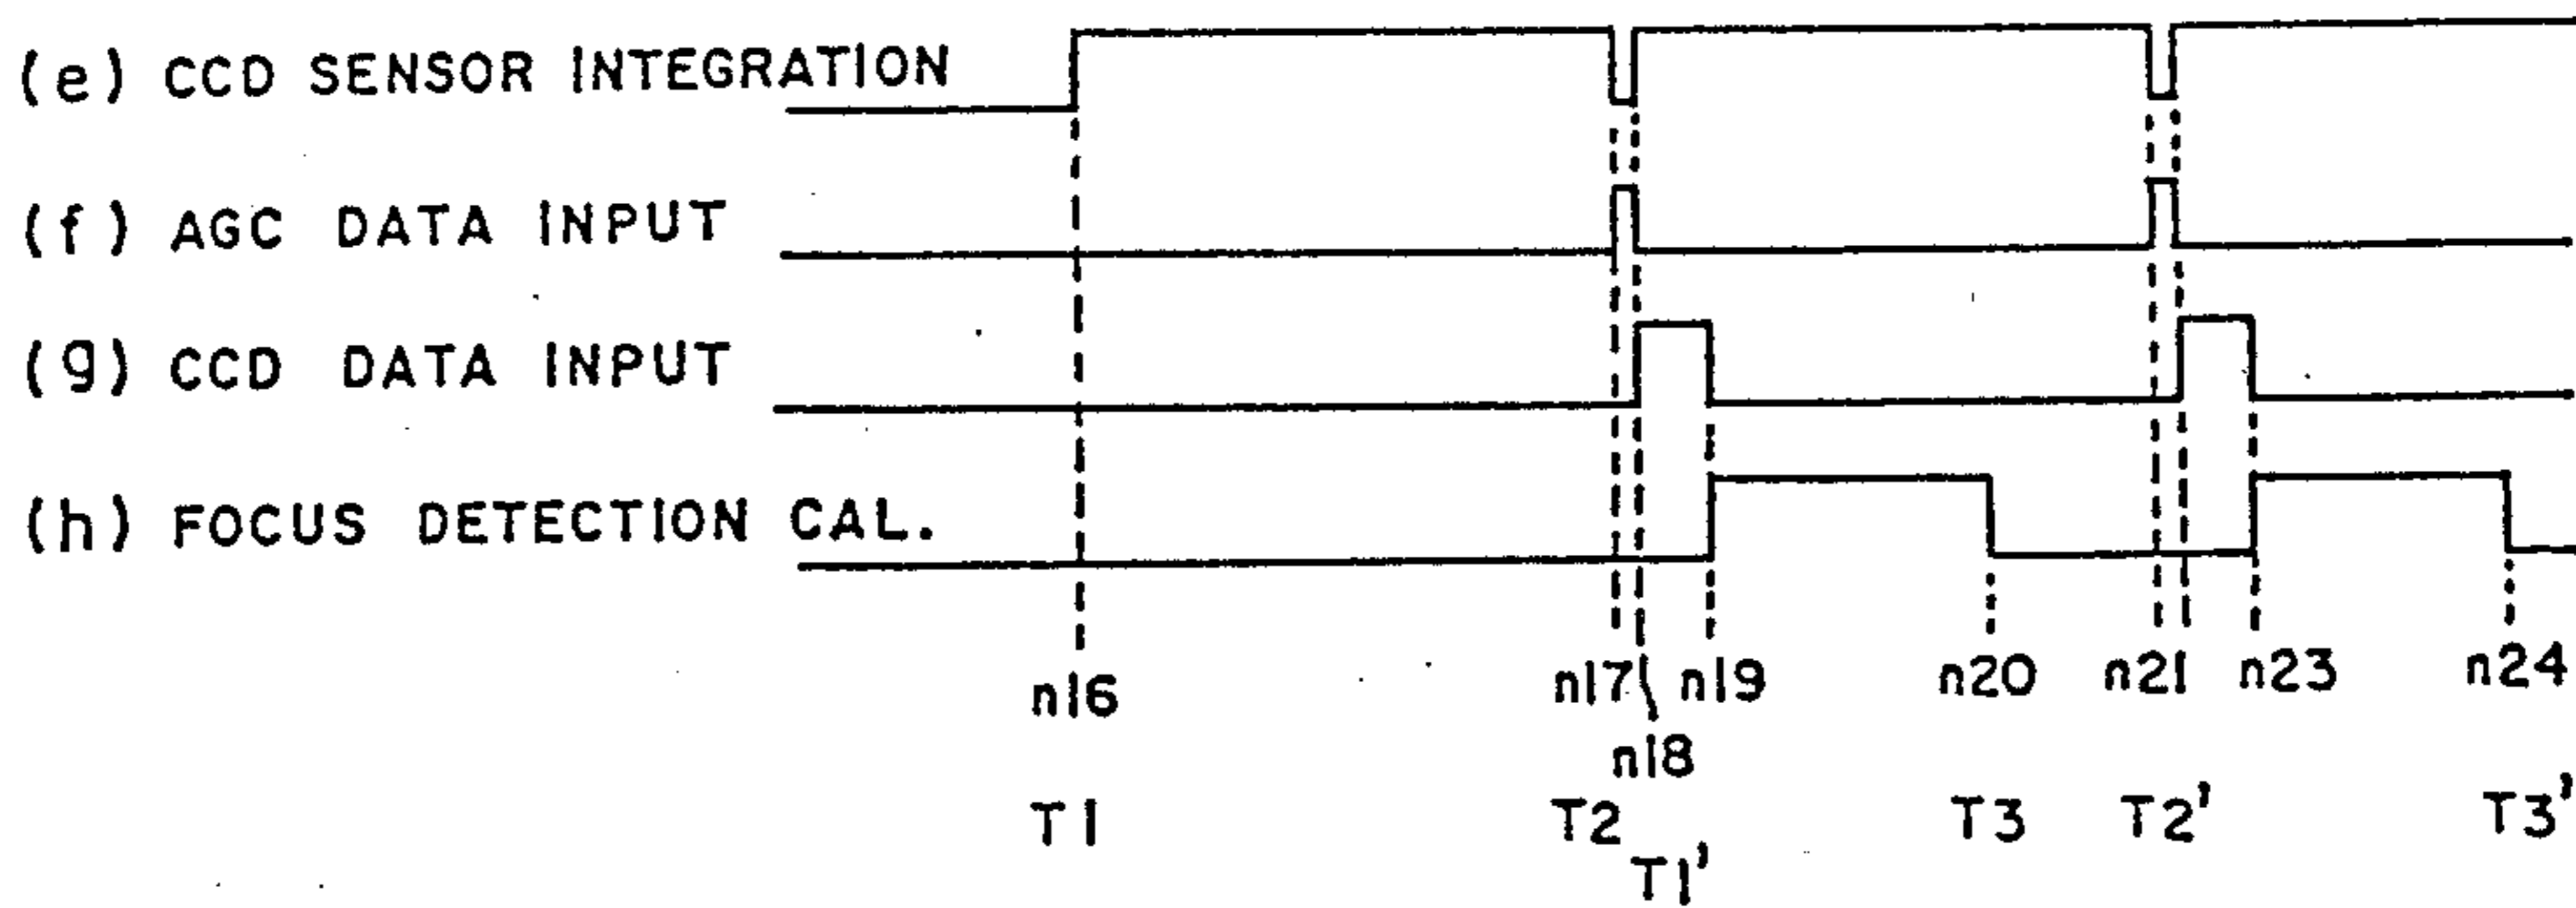 (e) CCD SENSOR INTEGRATION
(f) AGC DATA INPUT
(g) CCD DATA INPUT
(h) FOCUS DETECTION CAL.
n16 n17 n19 n20 n21 n23 n24
n18
T1 T2 T3 T2' T3'
T1'